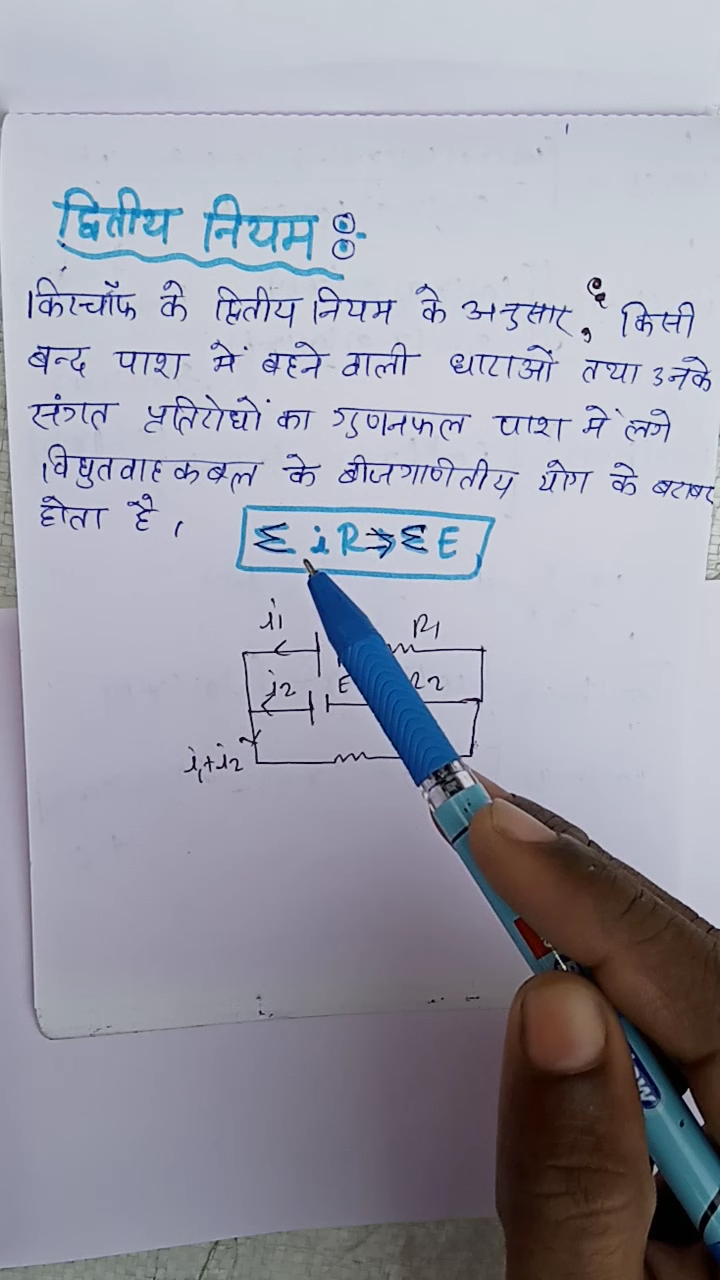 द्वितीय नियम :-
किरचॉफ के द्वितीय नियम के अनुसार, किसी
बन्द पाश में बहने वाली धाराओं तथा उनके
संगत प्रतिरोधों का गुणनफल पाश में लगे
विधुतवाहकबल के बीजगणितीय योग के बराबर
होता है,
Σ i R ⇒ Σ E
i1 R1
i2 E R2
i1+i2